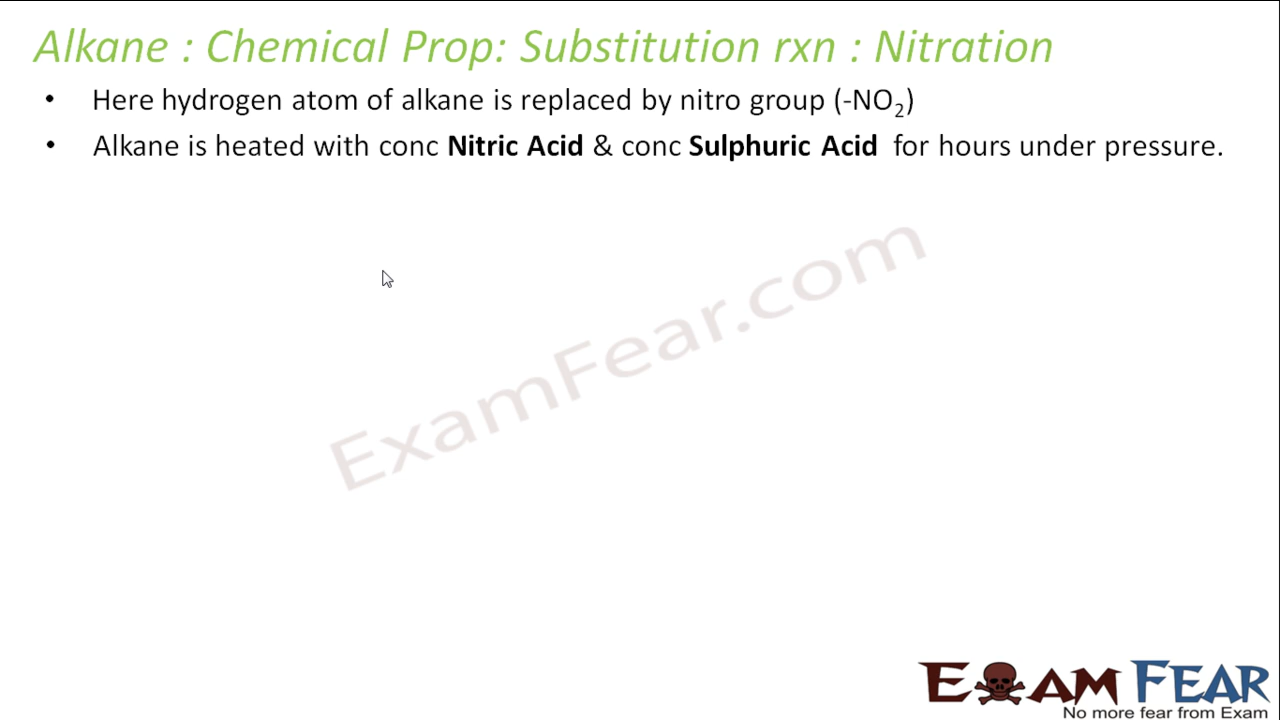 Alkane : Chemical Prop: Substitution rxn : Nitration
• Here hydrogen atom of alkane is replaced by nitro group (-NO₂)
• Alkane is heated with conc Nitric Acid & conc Sulphuric Acid for hours under pressure.
ExamFear.com
EXAM FEAR
No more fear from Exam